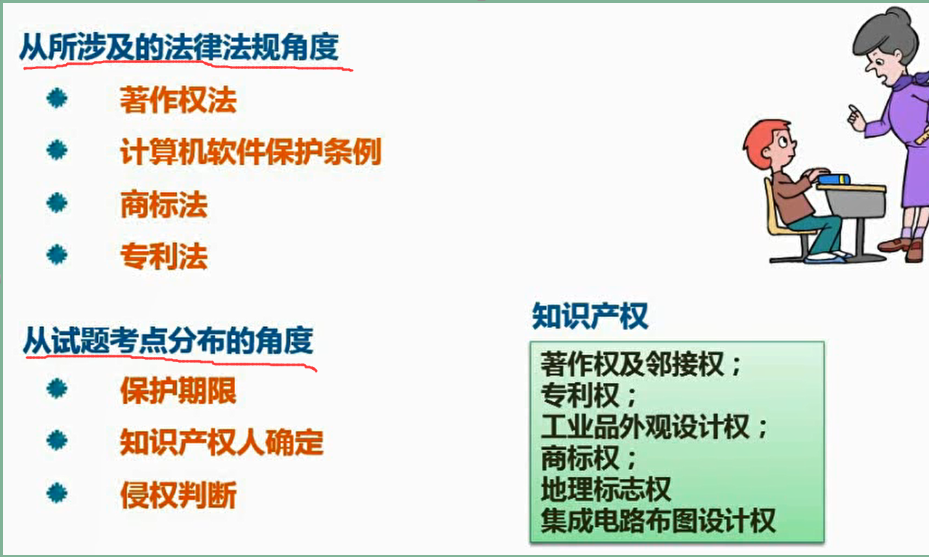 从所涉及的法律法规角度
著作权法
计算机软件保护条例
商标法
专利法
从试题考点分布的角度
保护期限
知识产权人确定
侵权判断
知识产权
著作权及邻接权；
专利权；
工业品外观设计权；
商标权；
地理标志权
集成电路布图设计权